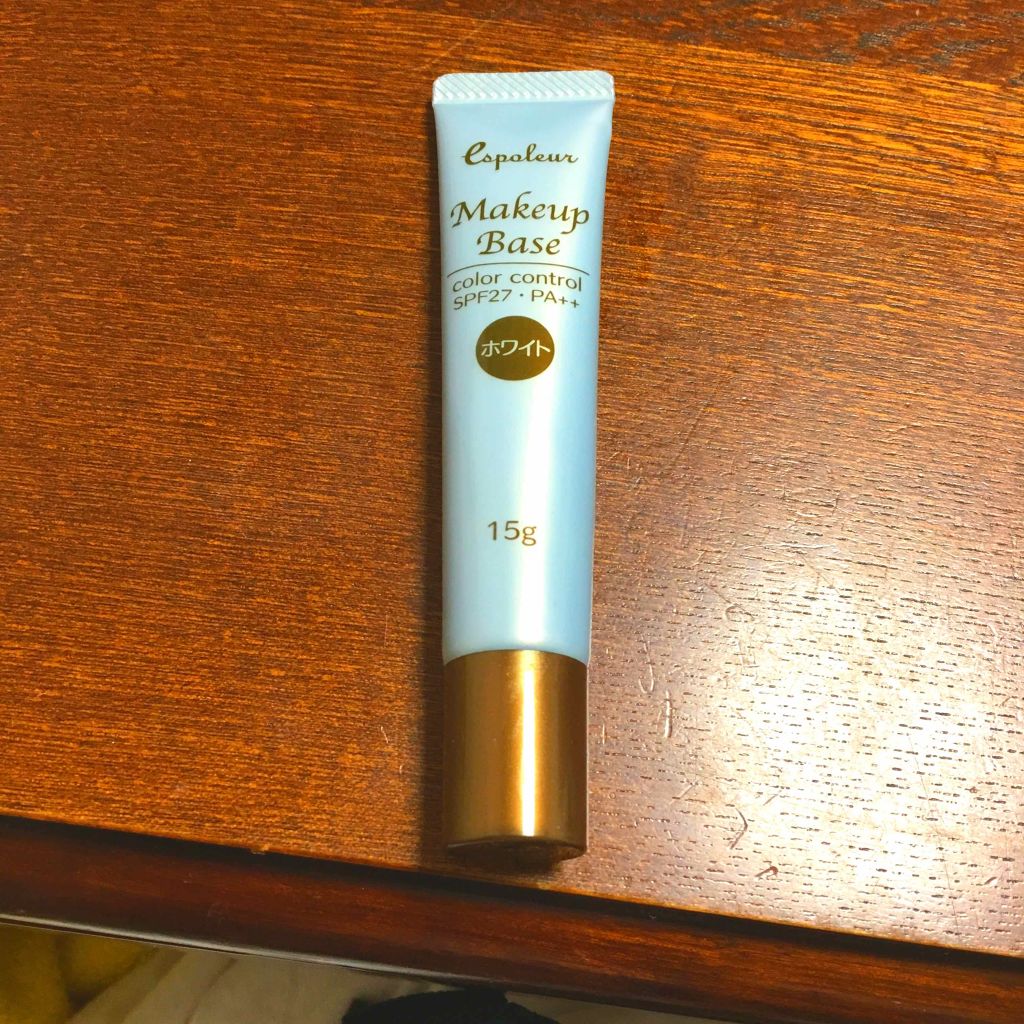 espoleur
Makeup
Base
color control
SPF27・PA++
ホワイト
15g